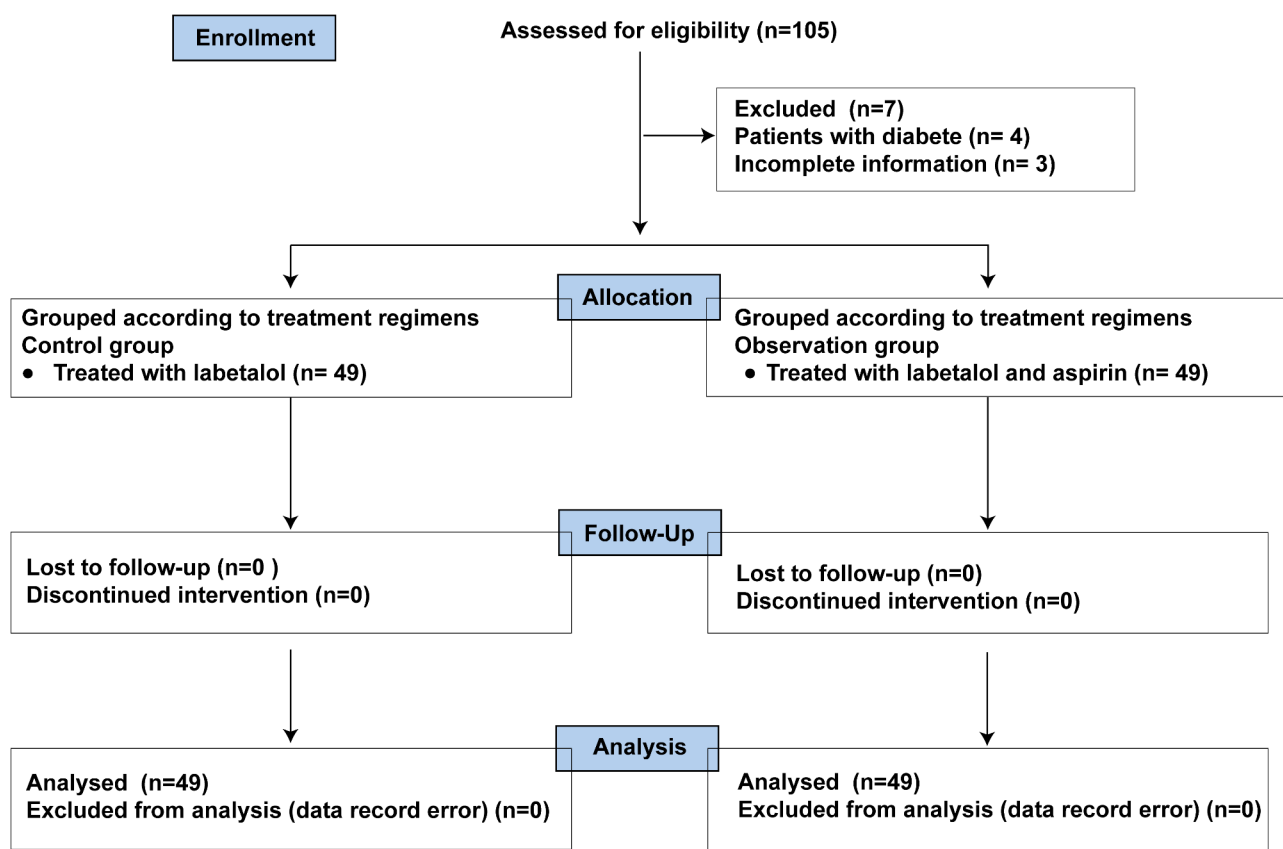 Enrollment
Assessed for eligibility (n=105)
Excluded  (n=7)
Patients with diabete (n= 4)
Incomplete information (n= 3)
Allocation
Grouped according to treatment regimens
Control group
● Treated with labetalol (n= 49)
Grouped according to treatment regimens
Observation group
● Treated with labetalol and aspirin (n= 49)
Follow-Up
Lost to follow-up (n=0 )
Discontinued intervention (n=0)
Lost to follow-up (n=0)
Discontinued intervention (n=0)
Analysis
Analysed  (n=49)
Excluded from analysis (data record error) (n=0)
Analysed  (n=49)
Excluded from analysis (data record error) (n=0)